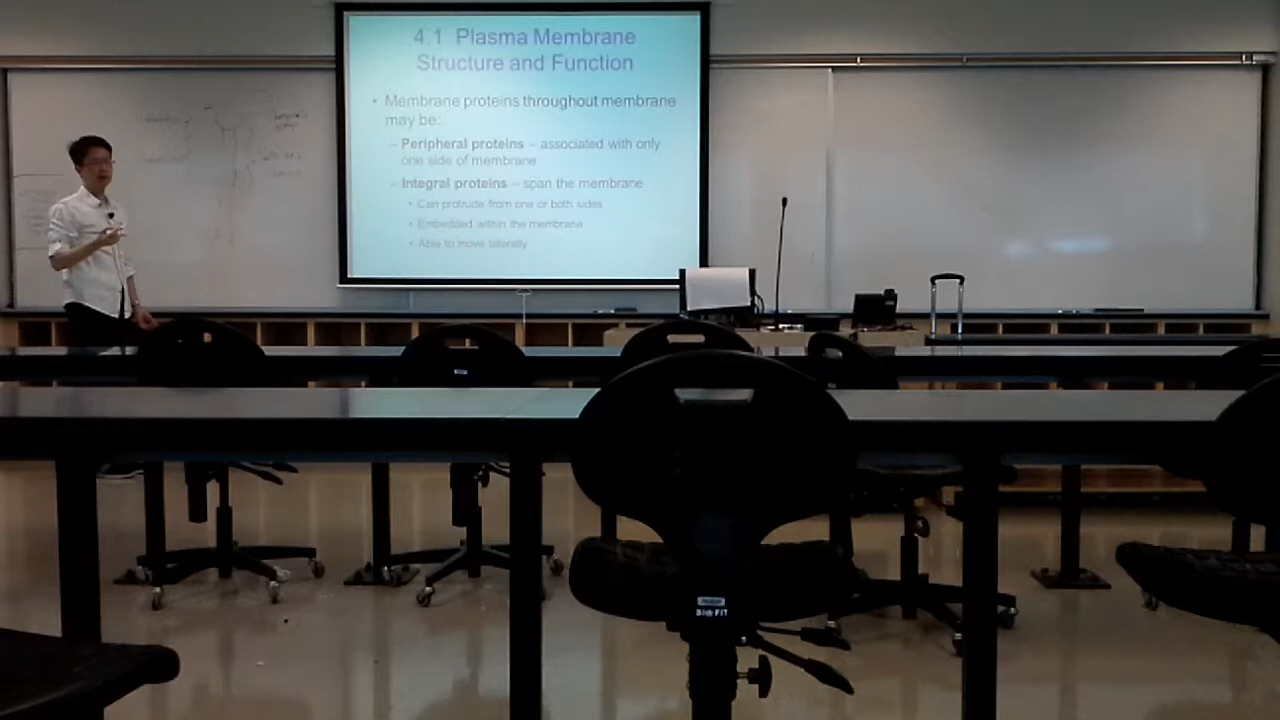 4.1 Plasma Membrane
Structure and Function
• Membrane proteins throughout membrane
may be:
– Peripheral proteins – associated with only
one side of membrane
– Integral proteins – span the membrane
• Can protrude from one or both sides
• Embedded within the membrane
• Able to move laterally